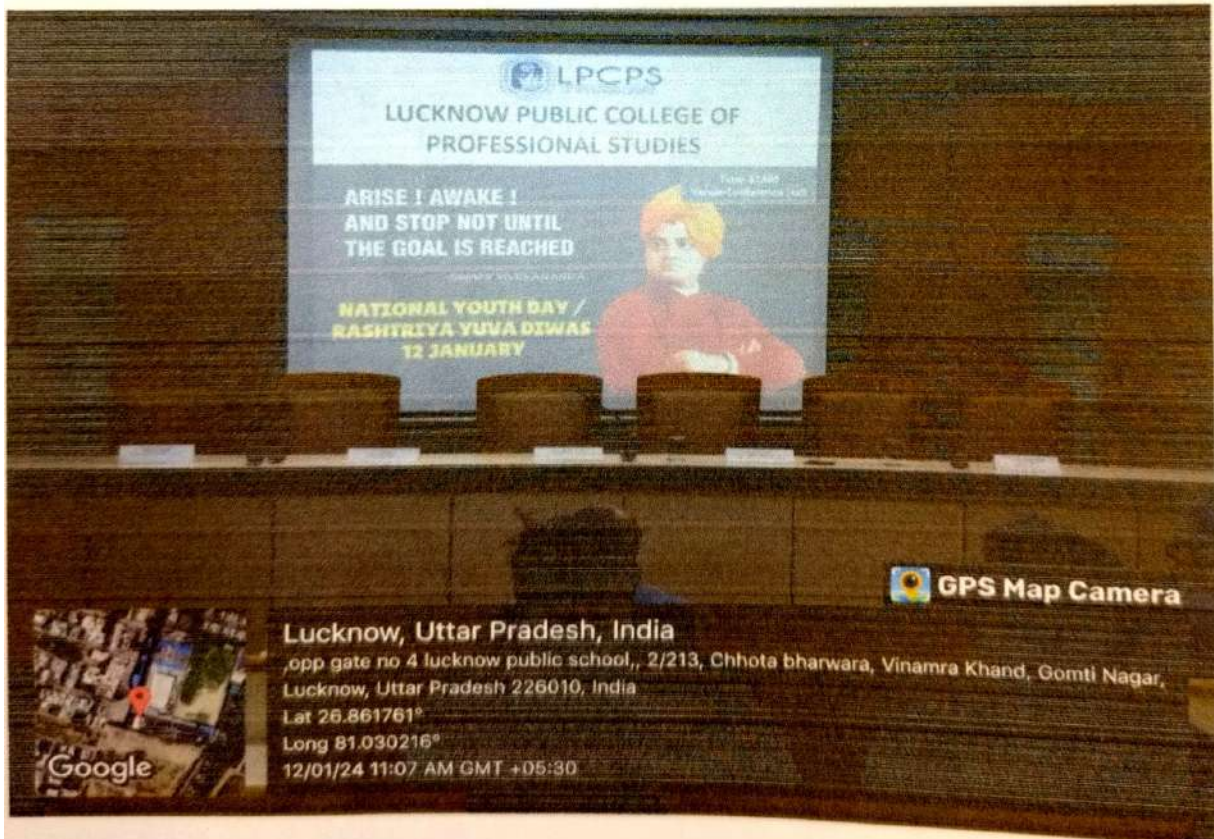 LPCPS
LUCKNOW PUBLIC COLLEGE OF
PROFESSIONAL STUDIES
ARISE ! AWAKE !
AND STOP NOT UNTIL
THE GOAL IS REACHED
NATIONAL YOUTH DAY /
RASHTRIYA YUVA DIWAS
12 JANUARY
GPS Map Camera
Lucknow, Uttar Pradesh, India
,opp gate no 4 lucknow public school,, 2/213, Chhota bharwara, Vinamra Khand, Gomti Nagar,
Lucknow, Uttar Pradesh 226010, India
Lat 26.861761°
Long 81.030216°
12/01/24 11:07 AM GMT +05:30
Google